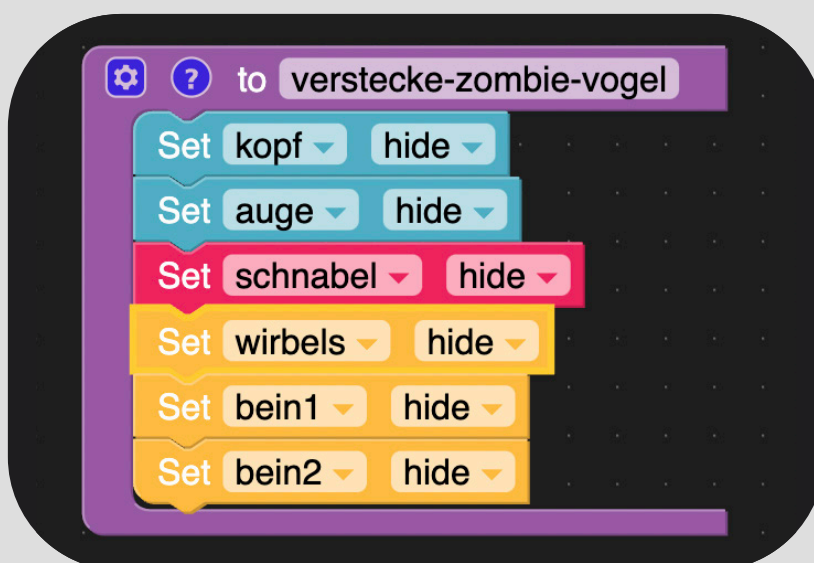 ? to verstecke-zombie-vogel
Set kopf hide
Set auge hide
Set schnabel hide
Set wirbels hide
Set bein1 hide
Set bein2 hide